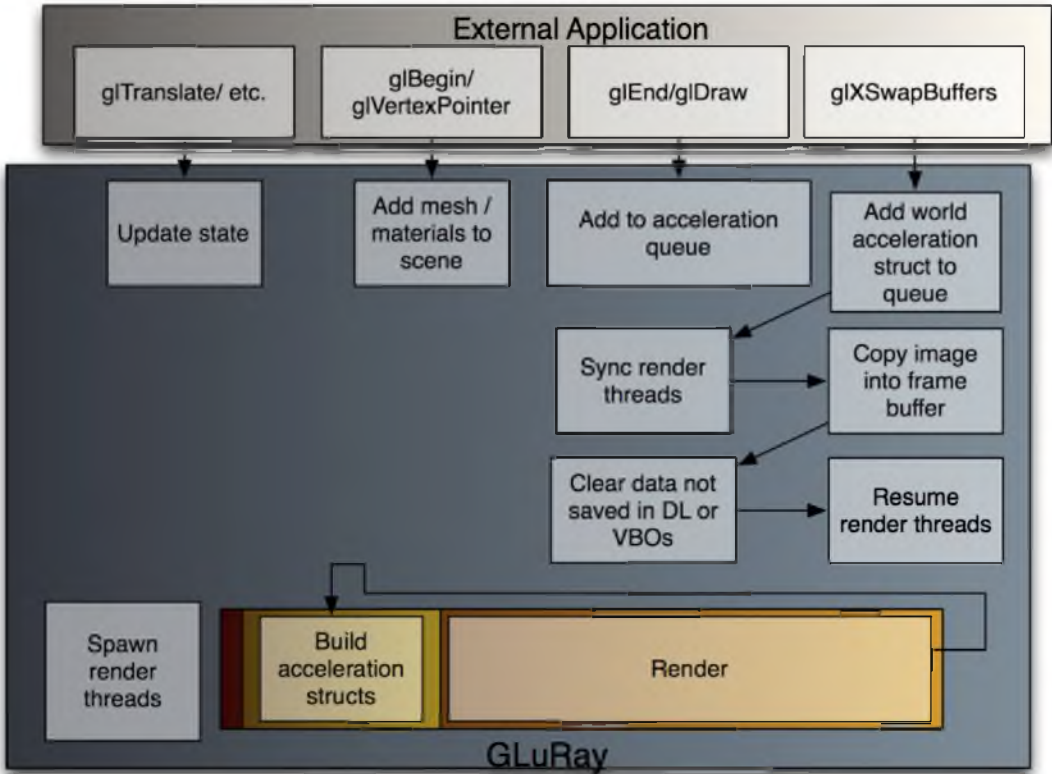 External Application
glTranslate/ etc.
glBegin/
glVertexPointer
glEnd/glDraw
glXSwapBuffers
Update state
Add mesh /
materials to
scene
Add to acceleration
queue
Add world
acceleration
struct to
queue
Sync render
threads
Copy image
into frame
buffer
Clear data not
saved in DL or
VBOs
Resume
render threads
Spawn
render
threads
Build
acceleration
structs
Render
GLuRay